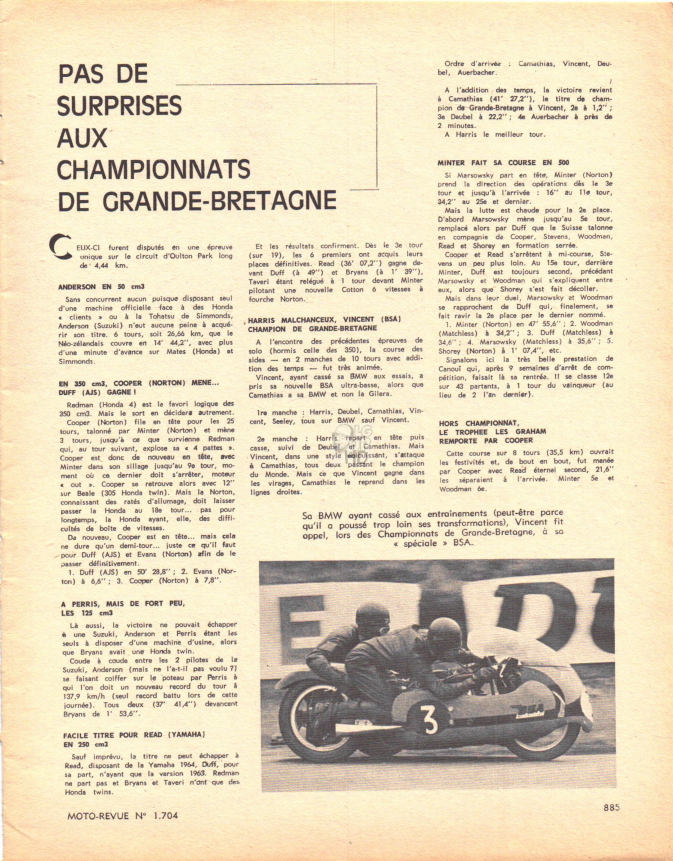 PAS DE
SURPRISES
AUX
CHAMPIONNATS
DE GRANDE-BRETAGNE
CEUX-CI furent disputés en une épreuve
unique sur le circuit d'Oulton Park long
de 4,44 km.
ANDERSON EN 50 cm3
Sans concurrent aucun puisque disposant seul
d'une machine officielle face à des Honda
« clients » ou à la Tohatsu de Simmonds,
Anderson (Suzuki) n'eut aucune peine à acqué-
rir son titre. 6 tours, soit 26,66 km, que le
Néo-zélandais couvre en 14' 44,2'', avec plus
d'une minute d'avance sur Mates (Honda) et
Simmonds.
EN 350 cm3, COOPER (NORTON) MENE...
DUFF (AJS) GAGNE !
Redman (Honda 4) est le favori logique des
350 cm3. Mais le sort en décidera autrement.
Cooper (Norton) file en tête pour les 25
tours, talonné par Minter (Norton) et mène
3 tours, jusqu'à ce que survienne Redman
qui, au tour suivant, explose sa « 4 pattes ».
Cooper est donc de nouveau en tête, avec
Minter dans son sillage jusqu'au 9e tour, mo-
ment où ce dernier doit s'arrêter, moteur
« out ». Cooper se retrouve alors avec 12''
sur Beale (305 Honda twin). Mais la Norton,
connaissant des ratés d'allumage, doit laisser
passer la Honda au 18e tour... pas pour
longtemps, la Honda ayant, elle, des diffi-
cultés de boîte de vitesses.
De nouveau, Cooper est en tête... mais cela
ne dure qu'un demi-tour... juste ce qu'il faut
pour Duff (AJS) et Evans (Norton) afin de le
passer définitivement.
1. Duff (AJS) en 50' 28,8'' ; 2. Evans (Nor-
ton) à 6,6'' ; 3. Cooper (Norton) à 7,8''.
A PERRIS, MAIS DE FORT PEU,
LES 125 cm3
Là aussi, la victoire ne pouvait échapper
à une Suzuki, Anderson et Perris étant les
seuls à disposer d'une machine d'usine, alors
que Bryans avait une Honda twin.
Coude à coude entre les 2 pilotes de la
Suzuki, Anderson (mais ne l'a-t-il pas voulu ?)
se faisant coiffer sur le poteau par Perris à
qui l'on doit un nouveau record du tour à
137,9 km/h (seul record battu lors de cette
journée). Tous deux (37' 41,4'') devancent
Bryans de 1' 53,6''.
FACILE TITRE POUR READ (YAMAHA)
EN 250 cm3
Sauf imprévu, la titre ne peut échapper à
Read, disposant de la Yamaha 1964, Duff, pour
sa part, n'ayant que la version 1963. Redman
ne part pas et Bryans et Taveri n'ont que des
Honda twins.
Et les résultats confirment. Dès le 3e tour
(sur 19), les 6 premiers ont acquis leurs
places définitives. Read (36' 07,2'') gagne de-
vant Duff (à 49'') et Bryans (à 1' 39''),
Taveri étant relégué à 1 tour devant Minter
pilotant une nouvelle Cotton 6 vitesses à
fourche Norton.
HARRIS MALCHANCEUX, VINCENT (BSA)
CHAMPION DE GRANDE-BRETAGNE
A l'encontre des précédentes épreuves de
solo (hormis celle des 350), la course des
sides — en 2 manches de 10 tours avec addi-
tion des temps — fut très animée.
Vincent, ayant cassé sa BMW aux essais, a
pris sa nouvelle BSA ultra-basse, alors que
Camathias a sa BMW et non la Gilera.
1re manche : Harris, Deubel, Camathias, Vin-
cent, Seeley, tous sur BMW sauf Vincent.
2e manche : Harris repart en tête puis
casse, suivi de Deubel et Camathias. Mais
Vincent, dans une style éblouissant, s'attaque
à Camathias, tous deux passant le champion
du Monde. Mais ce que Vincent gagne dans
les virages, Camathias le reprend dans les
lignes droites.
Ordre d'arrivée : Camathias, Vincent, Deu-
bel, Auerbacher.
A l'addition des temps, la victoire revient
à Camathias (41' 27,2''), le titre de cham-
pion de Grande-Bretagne à Vincent, 2e à 1,2'' ;
3e Deubel à 22,2'' ; 4e Auerbacher à près de
2 minutes.
A Harris le meilleur tour.
MINTER FAIT SA COURSE EN 500
Si Marsowsky part en tête, Minter (Norton)
prend la direction des opérations dès le 3e
tour et jusqu'à l'arrivée : 16'' au 11e tour,
34,2'' au 25e et dernier.
Mais la lutte est chaude pour la 2e place.
D'abord Marsowsky mène jusqu'au 5e tour,
remplacé alors par Duff que le Suisse talonne
en compagnie de Cooper, Stevens, Woodman,
Read et Shorey en formation serrée.
Cooper et Read s'arrêtent à mi-course, Ste-
vens un peu plus loin. Au 15e tour, derrière
Minter, Duff est toujours second, précédant
Marsowsky et Woodman qui s'expliquent entre
eux, alors que Shorey s'est fait décoller.
Mais dans leur duel, Marsowsky et Woodman
se rapprochent de Duff qui, finalement, se
fait ravir la 2e place par le dernier nommé.
1. Minter (Norton) en 47' 55,6'' ; 2. Woodman
(Matchless) à 34,2'' ; 3. Duff (Matchless) à
34,6'' ; 4. Marsowsky (Matchless) à 35,6'' ; 5.
Shorey (Norton) à 1' 07,4'', etc.
Signalons ici la très belle prestation de
Canoui qui, après 9 semaines d'arrêt de com-
pétition, faisait là sa rentrée. Il se classe 12e
sur 43 partants, à 1 tour du vainqueur (au
lieu de 2 l'an dernier).
HORS CHAMPIONNAT,
LE TROPHEE LES GRAHAM
REMPORTE PAR COOPER
Cette course sur 8 tours (35,5 km) ouvrait
les festivités et, de bout en bout, fut menée
par Cooper avec Read éternel second, 21,6''
les séparaient à l'arrivée. Minter 5e et
Woodman 6e.
Sa BMW ayant cassé aux entraînements (peut-être parce
qu'il a poussé trop loin ses transformations), Vincent fit
appel, lors des Championnats de Grande-Bretagne, à sa
« spéciale » BSA..
E DU
3
BSA
MOTO-REVUE N° 1.704
885